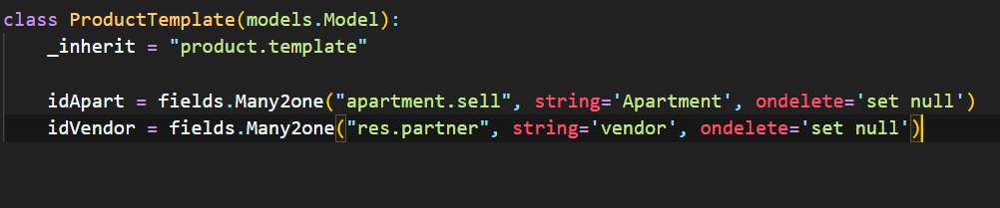 class ProductTemplate(models.Model):
    _inherit = "product.template"

    idApart = fields.Many2one("apartment.sell", string='Apartment', ondelete='set null')
    idVendor = fields.Many2one("res.partner", string='vendor', ondelete='set null')